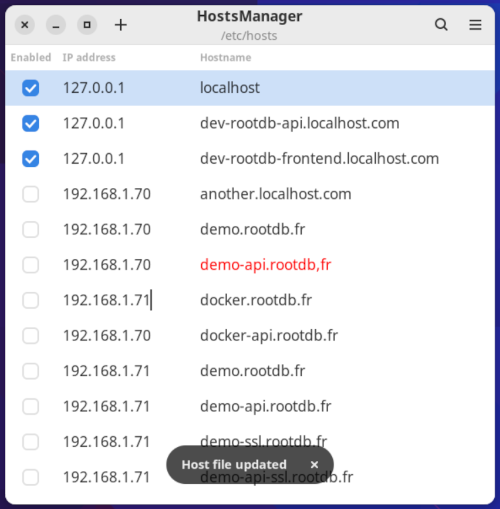 HostsManager
/etc/hosts
Enabled IP address Hostname
127.0.0.1 localhost
127.0.0.1 dev-rootdb-api.localhost.com
127.0.0.1 dev-rootdb-frontend.localhost.com
192.168.1.70 another.localhost.com
192.168.1.70 demo.rootdb.fr
192.168.1.70 demo-api.rootdb,fr
192.168.1.71 docker.rootdb.fr
192.168.1.70 docker-api.rootdb.fr
192.168.1.71 demo.rootdb.fr
192.168.1.71 demo-api.rootdb.fr
192.168.1.71 demo-ssl.rootdb.fr
Host file updated
192.168.1.71 demo-api-ssl.rootdb.fr